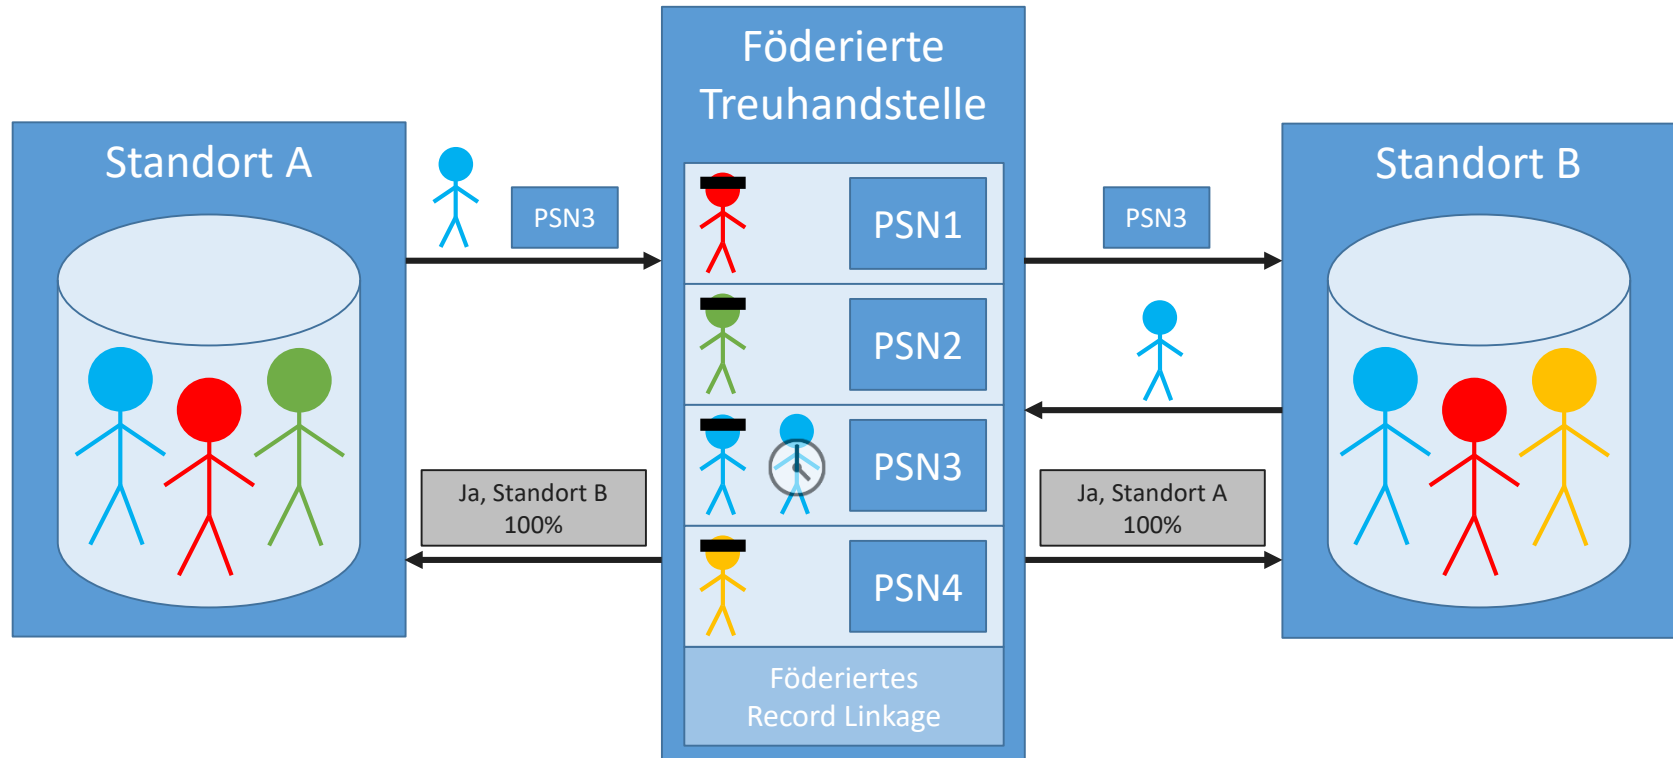 Föderierte
Treuhandstelle
Standort A
Standort B
PSN3
PSN1
PSN3
PSN2
PSN3
Ja, Standort B
100%
Ja, Standort A
100%
PSN4
Föderiertes
Record Linkage